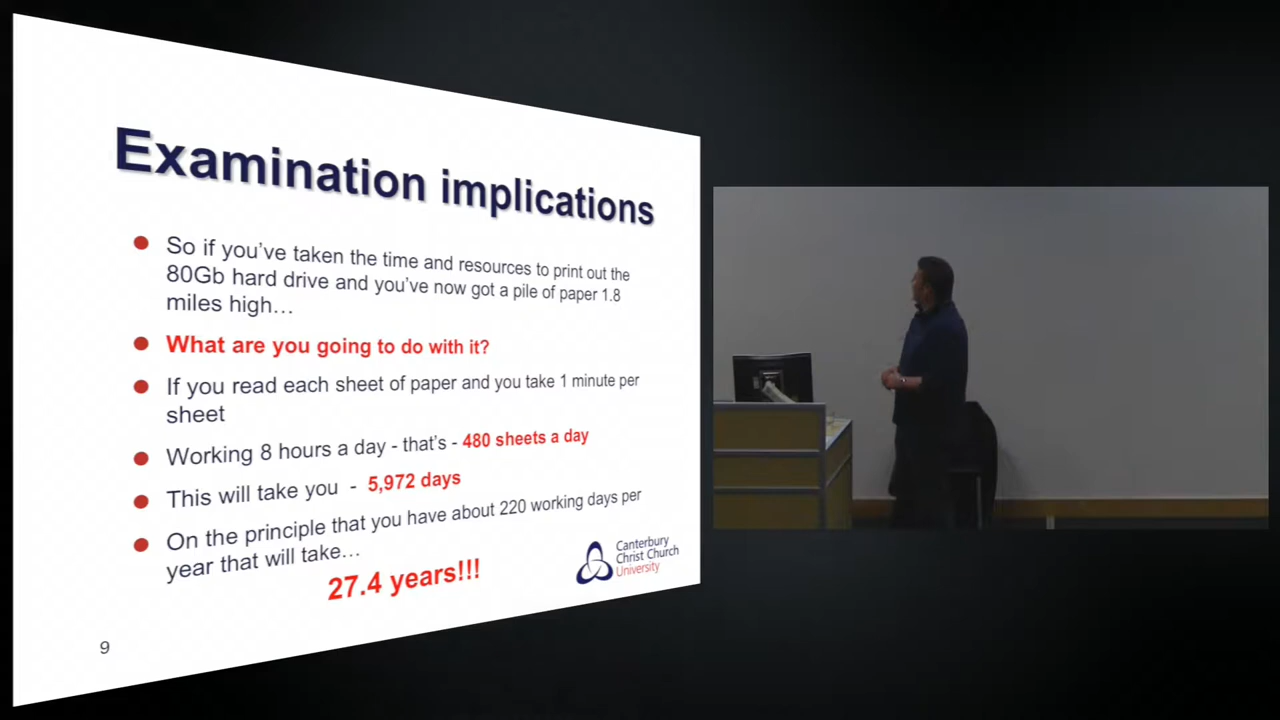 Examination implications
So if you've taken the time and resources to print out the
80Gb hard drive and you've now got a pile of paper 1.8
miles high…
What are you going to do with it?
If you read each sheet of paper and you take 1 minute per
sheet
Working 8 hours a day - that's - 480 sheets a day
This will take you - 5,972 days
On the principle that you have about 220 working days per
year that will take…
27.4 years!!!
Canterbury
Christ Church
University
9